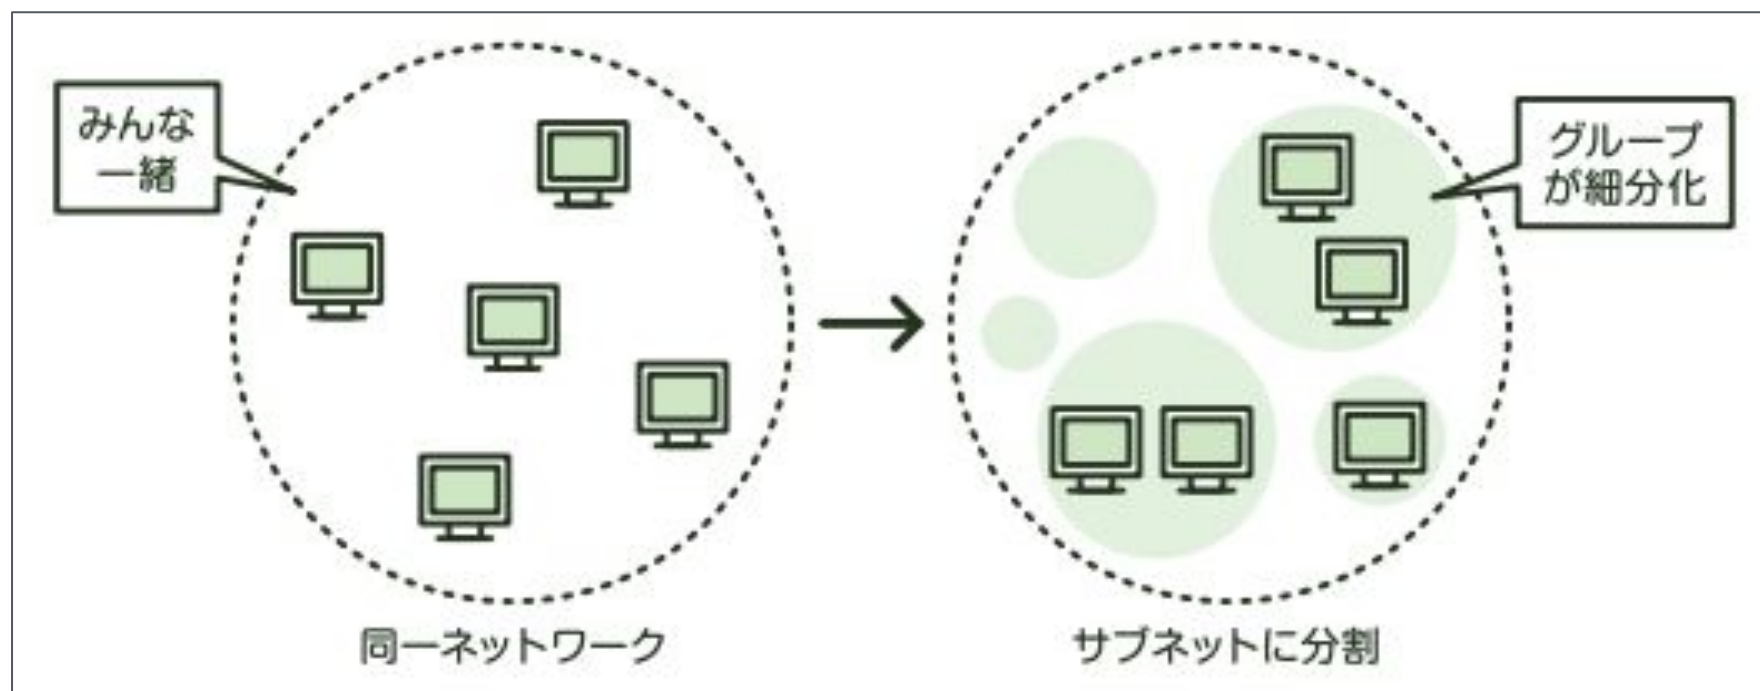 みんな
一緒
グループ
が細分化
同一ネットワーク
サブネットに分割